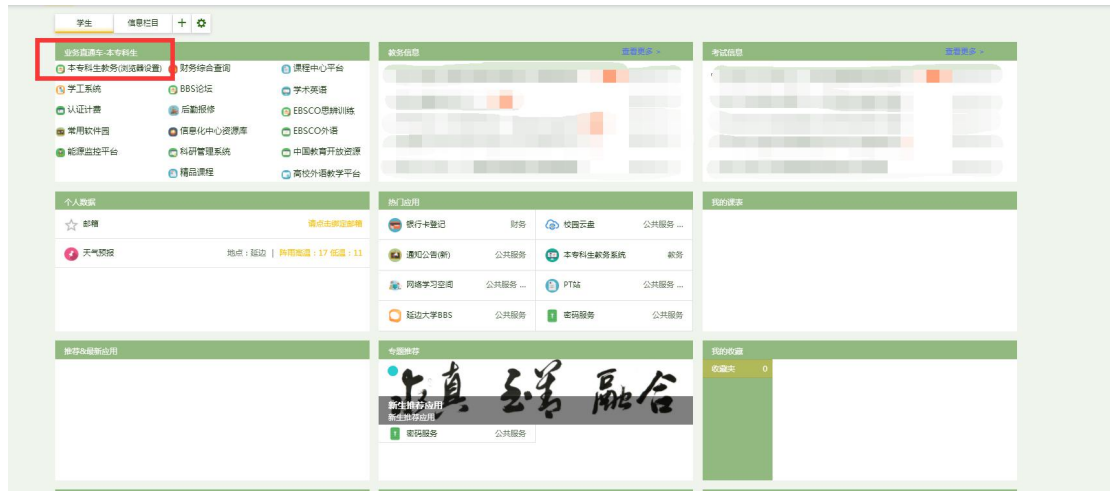 学生 信息栏目
业务直通车-本专科生
本专科生教务(浏览器设置) 财务综合查询 课程中心平台
学工系统 BBS论坛 学术英语
认证计费 后勤报修 EBSCO思辨训练
常用软件园 信息化中心资源库 EBSCO外语
能源监控平台 科研管理系统 中国教育开放资源
精品课程 高校外语教学平台
教务信息 查看更多 >
考试信息 查看更多 >
个人数据
邮箱 请点击绑定邮箱
天气预报 地点：延边 | 阵雨高温：17 低温：11
热门应用
银行卡登记 财务 校园云盘 公共服务 ...
通知公告(新) 公共服务 本专科生教务系统 教务
网络学习空间 公共服务 ... PT站 公共服务 ...
延边大学BBS 公共服务 密码服务 公共服务
我的课表
推荐&最新应用
专题推荐
求真 至善 融合
新生推荐应用
新生推荐应用
密码服务 公共服务
我的收藏
收藏夹 0